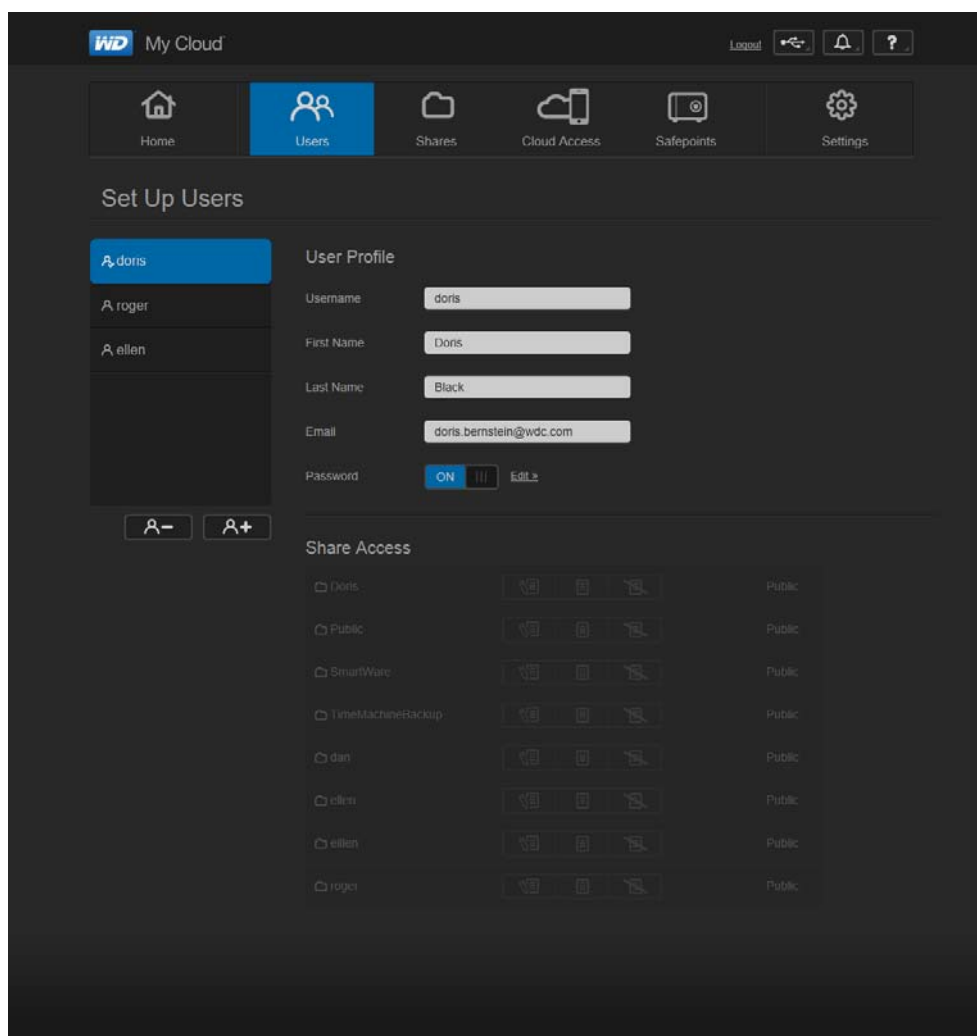 WD My Cloud Logout ?
Home Users Shares Cloud Access Safepoints Settings
Set Up Users
doris
roger
ellen
User Profile
Username doris
First Name Doris
Last Name Black
Email doris.bernstein@wdc.com
Password ON Edit »
Share Access
Doris Public
Public Public
SmartWare Public
TimeMachineBackup Public
dan Public
ellen Public
eillen Public
roger Public